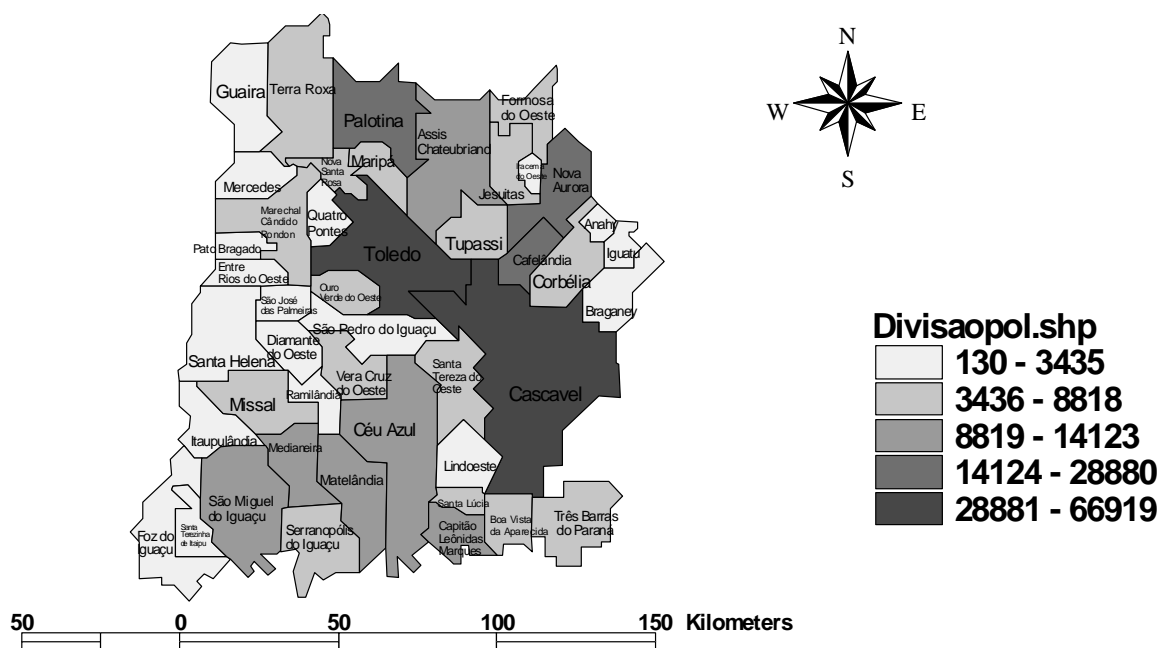 N
W
E
S
Guaira
Terra Roxa
Palotina
Formosa
do Oeste
Assis
Chateubriand
Nova
Santa
Rosa
Maripá
Iracema
do Oeste
Nova
Aurora
Mercedes
Jesuitas
Marechal
Cândido
Rondon
Quatro
Pontes
Anahy
Pato Bragado
Toledo
Tupassi
Iguatu
Cafelândia
Entre
Rios do Oeste
Corbélia
Ouro
Verde do Oeste
São José
das Palmeiras
Braganey
São Pedro do Iguaçu
Diamante
do Oeste
Santa Helena
Santa
Tereza do
Oeste
Vera Cruz
do Oeste
Ramilândia
Cascavel
Missal
Céu Azul
Itaupulândia
Medianeira
Lindoeste
Matelândia
São Miguel
do Iguaçu
Santa Lúcia
Boa Vista
da Aparecida
Três Barras
do Paraná
Capitão
Leônidas
Marques
Serranopólis
do Iguaçu
Santa
Terezinha
de Itaipu
Foz do
Iguaçu
Divisaopol.shp
130 - 3435
3436 - 8818
8819 - 14123
14124 - 28880
28881 - 66919
50 0 50 100 150 Kilometers